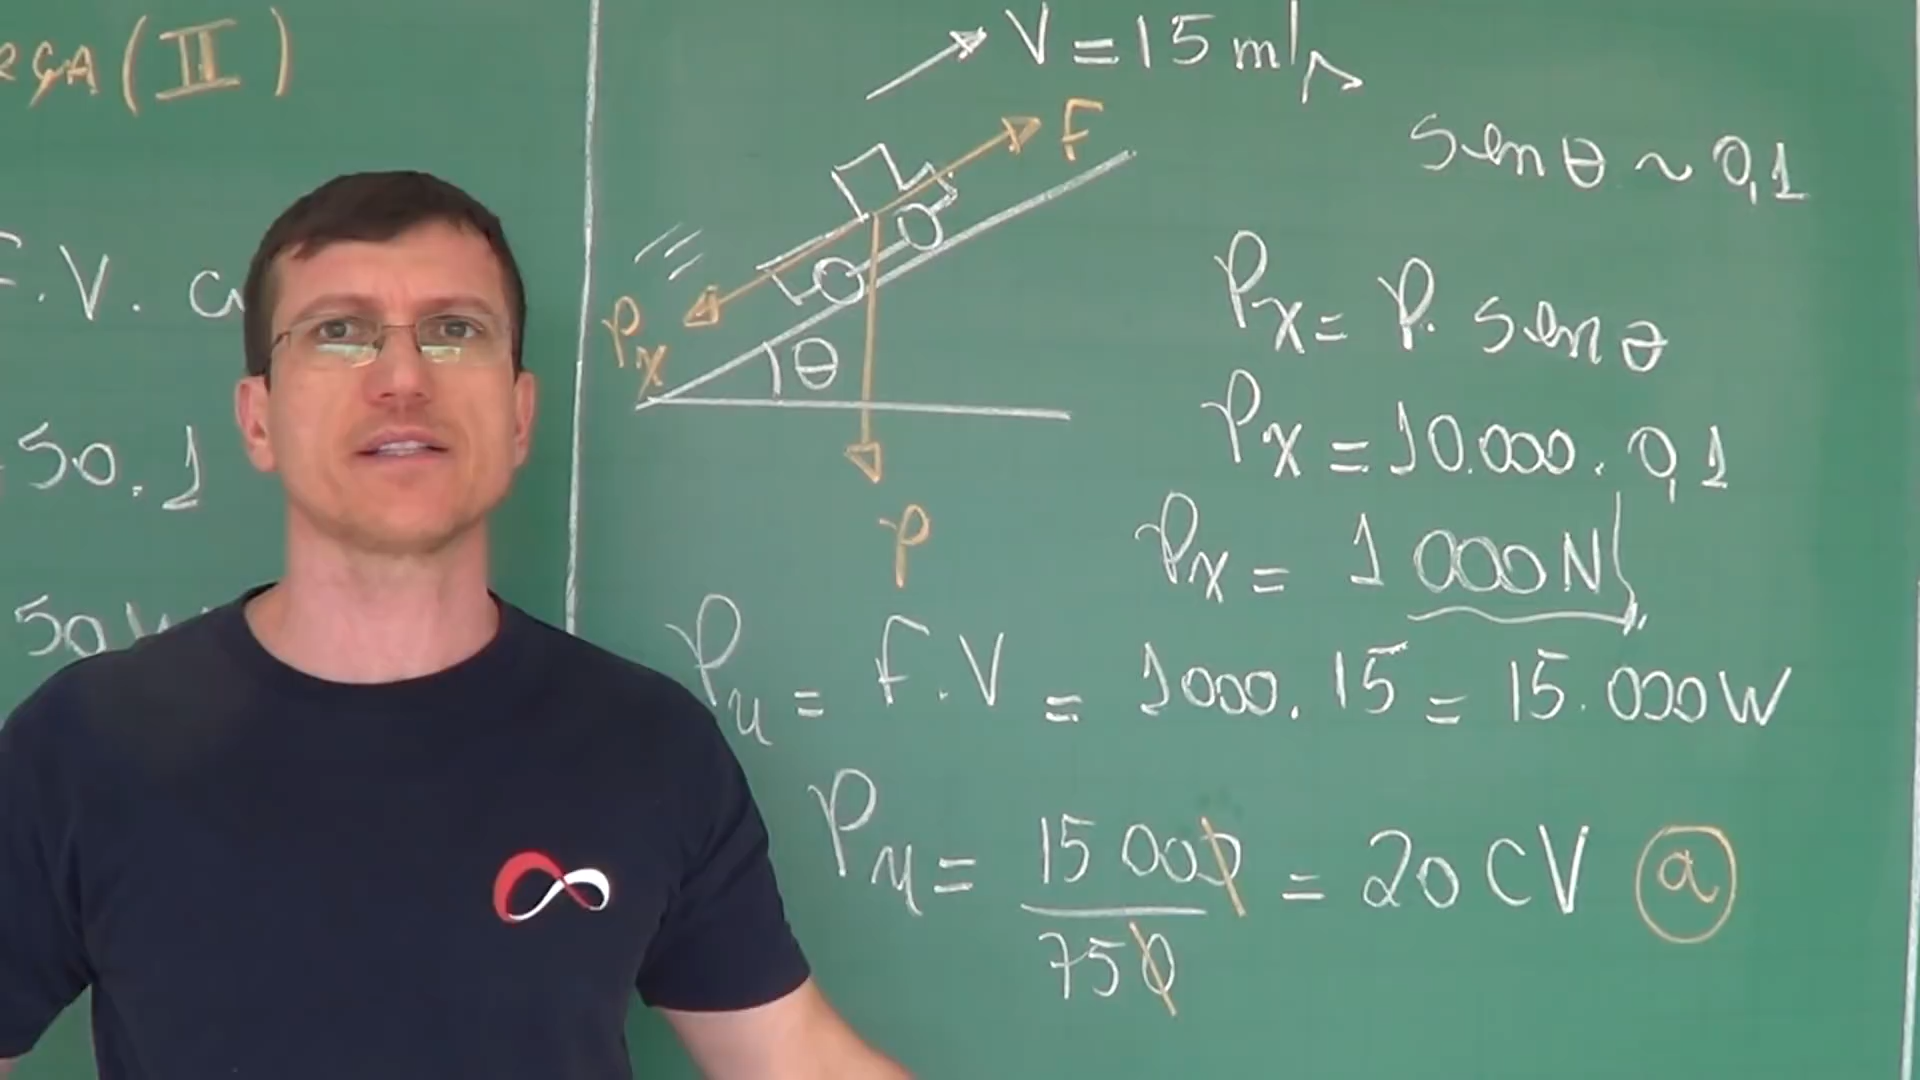 RÇA (II)
F. V. c
50. 1
50 W
V = 15 m/s
F
Px
θ
P
sen θ ~ 0,1
Px = P. sen θ
Px = 10.000. 0,1
Px = 1 000 N
Pu = F. V = 1000. 15 = 15.000 W
Pu = 15 000 / 750 = 20 CV (a)